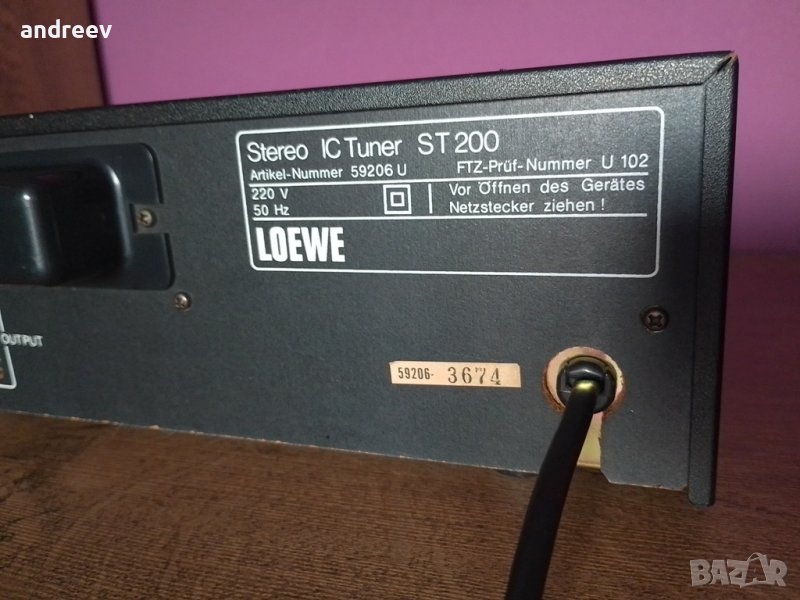 andreev
Stereo IC Tuner ST 200
Artikel-Nummer 59206 U FTZ-Prüf-Nummer U 102
220 V
50 Hz
Vor Öffnen des Gerätes
Netzstecker ziehen !
LOEWE
OUTPUT
59206- 3674
BAZAR